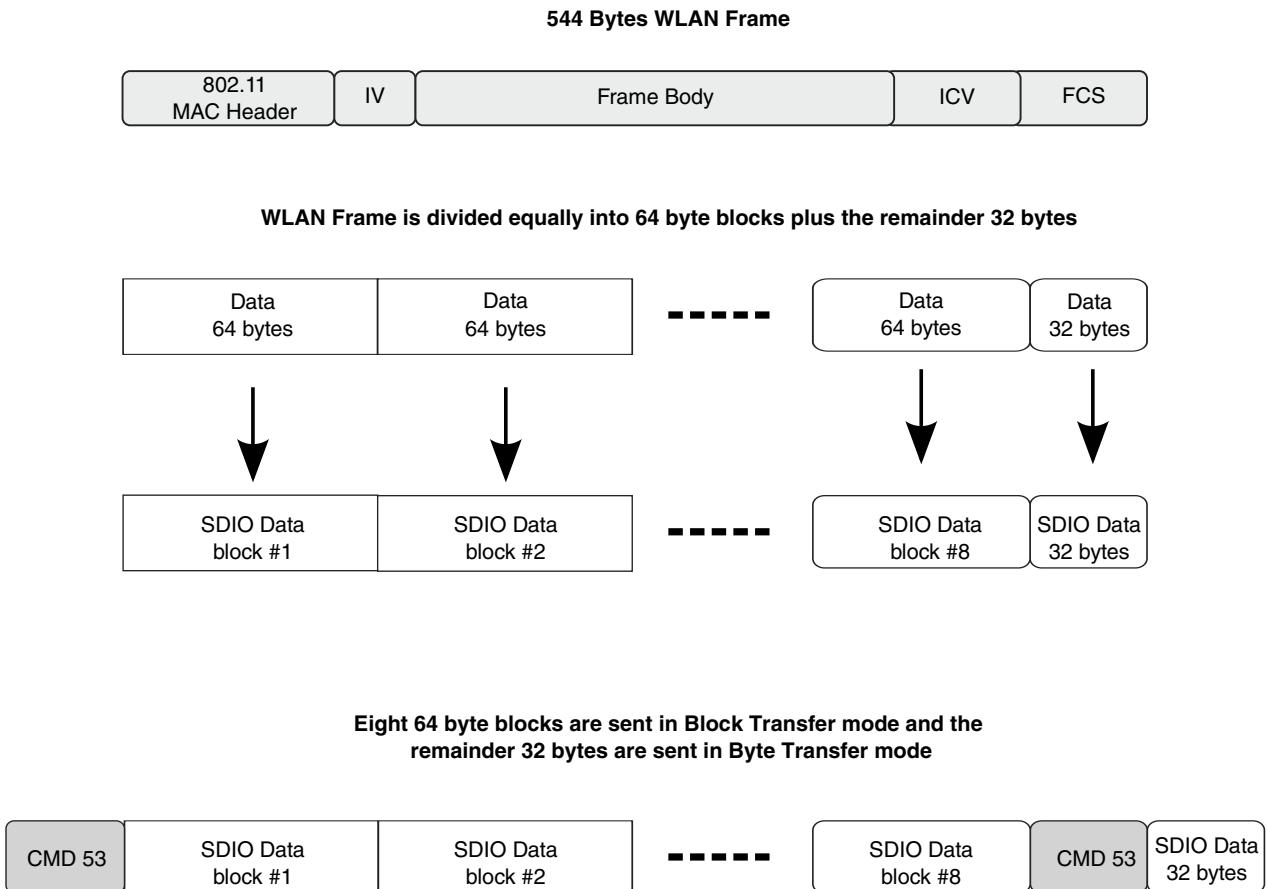 544 Bytes WLAN Frame
802.11
MAC Header
IV
Frame Body
ICV
FCS
WLAN Frame is divided equally into 64 byte blocks plus the remainder 32 bytes
Data
64 bytes
Data
64 bytes
Data
64 bytes
Data
32 bytes
SDIO Data
block #1
SDIO Data
block #2
SDIO Data
block #8
SDIO Data
32 bytes
Eight 64 byte blocks are sent in Block Transfer mode and the
remainder 32 bytes are sent in Byte Transfer mode
CMD 53
SDIO Data
block #1
SDIO Data
block #2
SDIO Data
block #8
CMD 53
SDIO Data
32 bytes